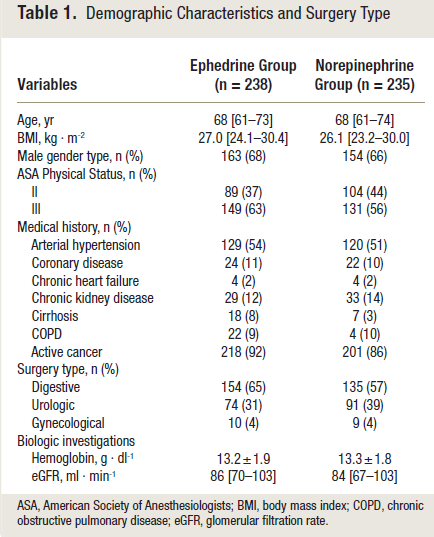 Table 1. Demographic Characteristics and Surgery Type
Ephedrine Group Norepinephrine
Variables (n = 238) Group (n = 235)
Age, yr 68 [61–73] 68 [61–74]
BMI, kg · m-2 27.0 [24.1–30.4] 26.1 [23.2–30.0]
Male gender type, n (%) 163 (68) 154 (66)
ASA Physical Status, n (%)
II 89 (37) 104 (44)
III 149 (63) 131 (56)
Medical history, n (%)
Arterial hypertension 129 (54) 120 (51)
Coronary disease 24 (11) 22 (10)
Chronic heart failure 4 (2) 4 (2)
Chronic kidney disease 29 (12) 33 (14)
Cirrhosis 18 (8) 7 (3)
COPD 22 (9) 4 (10)
Active cancer 218 (92) 201 (86)
Surgery type, n (%)
Digestive 154 (65) 135 (57)
Urologic 74 (31) 91 (39)
Gynecological 10 (4) 9 (4)
Biologic investigations
Hemoglobin, g · dl-1 13.2 ± 1.9 13.3 ± 1.8
eGFR, ml · min-1 86 [70–103] 84 [67–103]
ASA, American Society of Anesthesiologists; BMI, body mass index; COPD, chronic
obstructive pulmonary disease; eGFR, glomerular filtration rate.